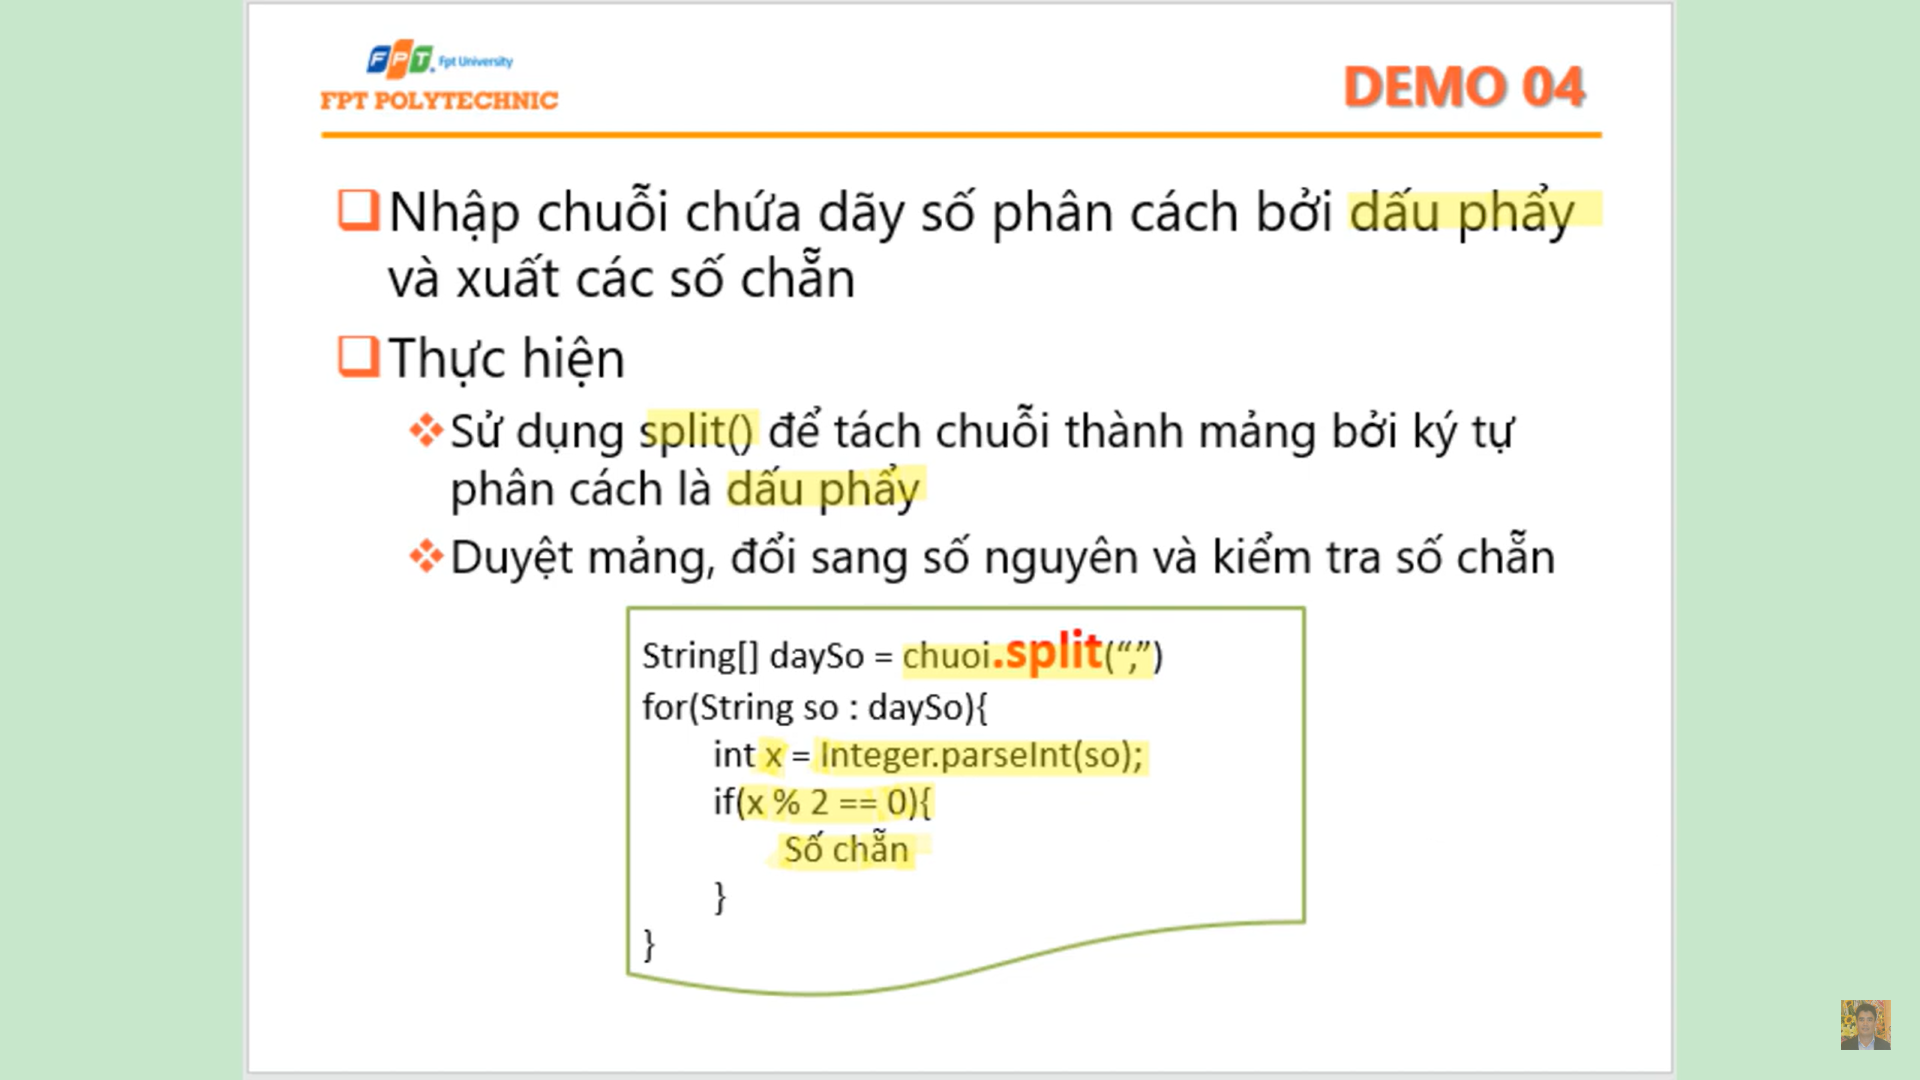 FPT. Fpt University
FPT POLYTECHNIC
DEMO 04
Nhập chuỗi chứa dãy số phân cách bởi dấu phẩy
và xuất các số chẵn
Thực hiện
Sử dụng split() để tách chuỗi thành mảng bởi ký tự
phân cách là dấu phẩy
Duyệt mảng, đổi sang số nguyên và kiểm tra số chẵn
String[] daySo = chuoi.split(“,”)
for(String so : daySo){
int x = Integer.parseInt(so);
if(x % 2 == 0){
Số chẵn
}
}